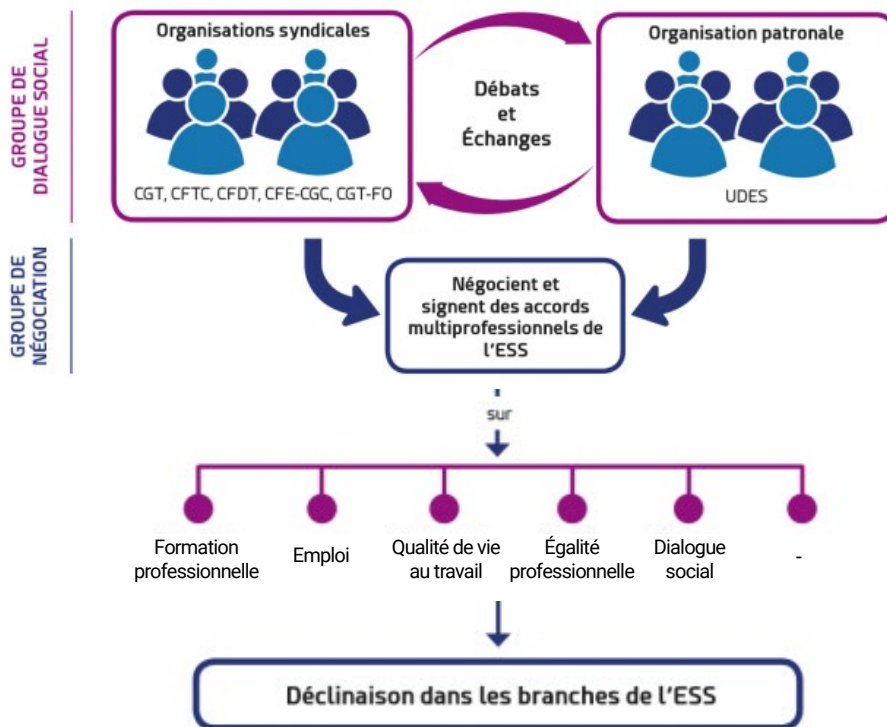 GROUPE DE
DIALOGUE SOCIAL
Organisations syndicales
CGT, CFTC, CFDT, CFE-CGC, CGT-FO
Débats
et
Échanges
Organisation patronale
UDES
GROUPE DE
NÉGOCIATION
Négocient et
signent des accords
multiprofessionnels de
l'ESS
sur
Formation
professionnelle
Emploi
Qualité de vie
au travail
Égalité
professionnelle
Dialogue
social
-
Déclinaison dans les branches de l'ESS